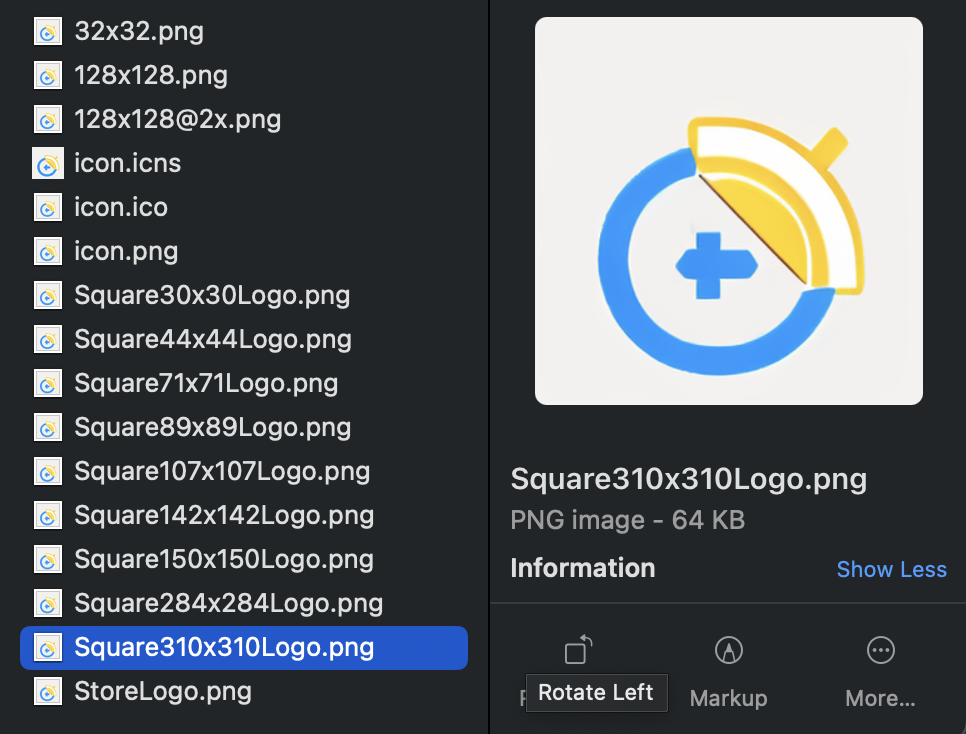 32x32.png
128x128.png
128x128@2x.png
icon.icns
icon.ico
icon.png
Square30x30Logo.png
Square44x44Logo.png
Square71x71Logo.png
Square89x89Logo.png
Square107x107Logo.png
Square142x142Logo.png
Square150x150Logo.png
Square284x284Logo.png
Square310x310Logo.png
StoreLogo.png
Square310x310Logo.png
PNG image - 64 KB
Information Show Less
Rotate Left Markup More...